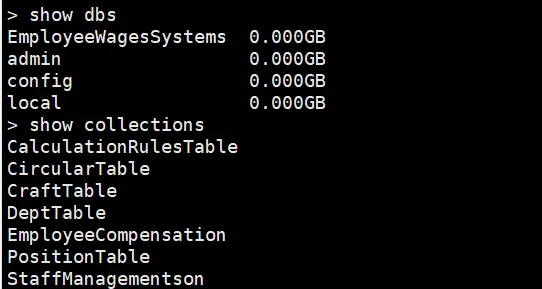 > show dbs
EmployeeWagesSystems  0.000GB
admin                 0.000GB
config                0.000GB
local                 0.000GB
> show collections
CalculationRulesTable
CircularTable
CraftTable
DeptTable
EmployeeCompensation
PositionTable
StaffManagementson